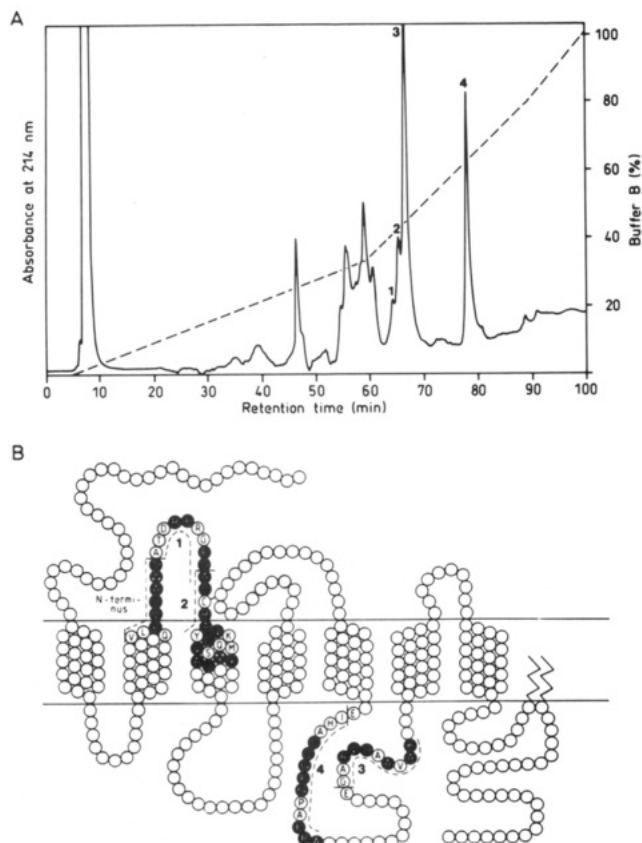 A
Absorbance at 214 nm
Buffer B (%)
100
80
60
40
20
1
2
3
4
0
10
20
30
40
50
60
70
80
90
100
Retention time (min)
B
N-termi-
nus
1
2
3
4
A
T
D
R
G
V
L
Q
C
Y
K
S
G
M
A
H
I
E
P
A
A
G
E
A
V